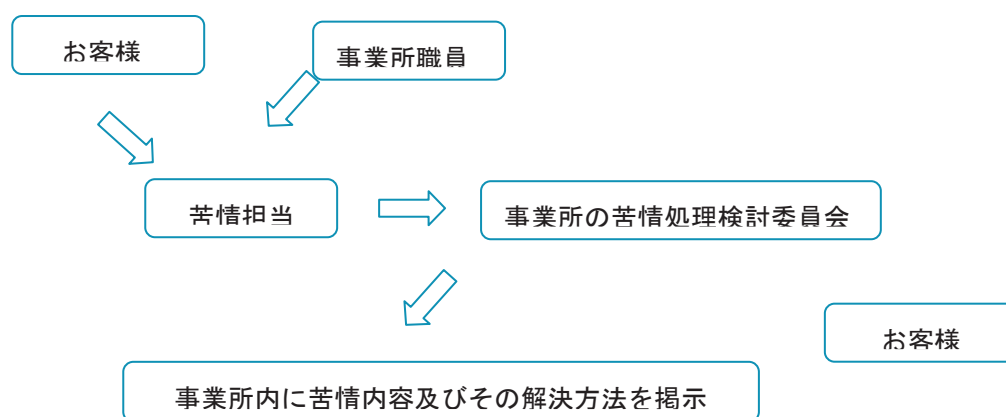 お客様
事業所職員
苦情担当
事業所の苦情処理検討委員会
お客様
事業所内に苦情内容及びその解決方法を掲示